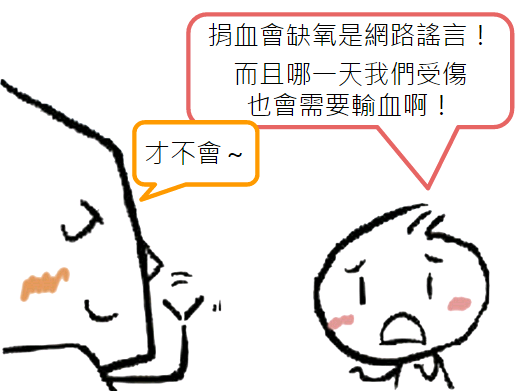 捐血會缺氧是網路謠言！
而且哪一天我們受傷
也會需要輸血啊！
才不會～